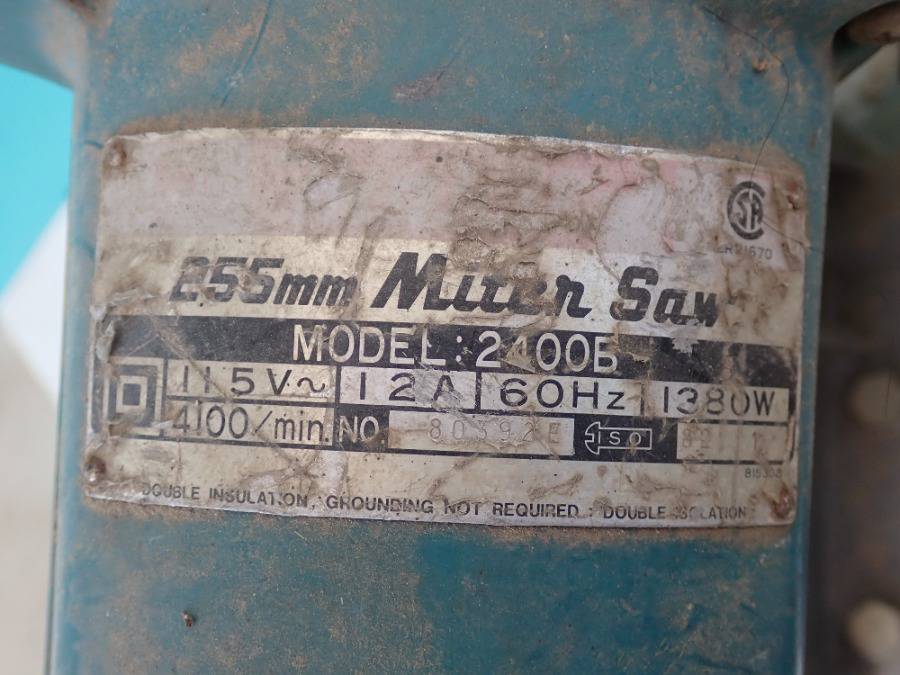 255mm Miter Saw
MODEL: 2400B
115V~ 12A 60Hz 1380W
4100/min. NO. ISO
DOUBLE INSULATION, GROUNDING NOT REQUIRED : DOUBLE ISOLATION